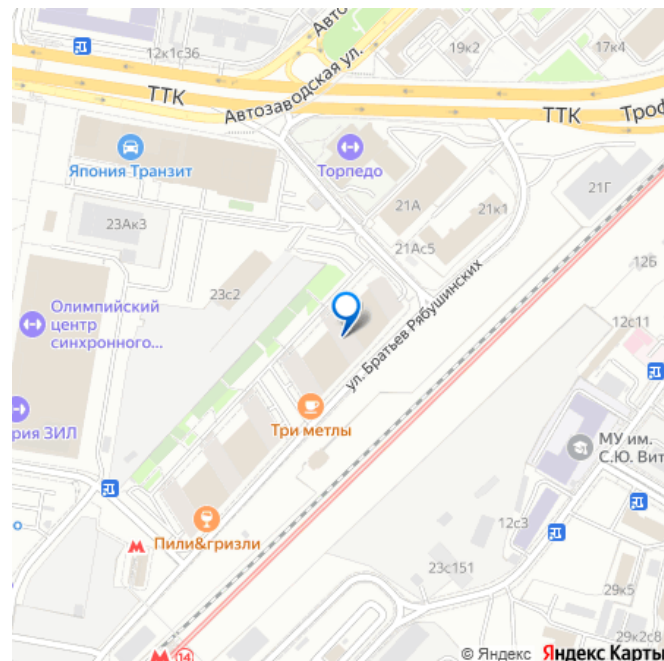 Авто
12к1с36
19к2
17к4
ТТК
Автозаводская ул.
ТТК
Троф
Япония Транзит
Торпедо
21А
21к1
21Г
23Ак3
21Ас5
12Б
23с2
Олимпийский
центр
синхронного...
ул. Братьев Рябушинских
12с11
Три метлы
рия ЗИЛ
МУ им.
С.Ю. Вит
о
Пили&гризли
12с3
23с151
29к5
29к2с8
14
© Яндекс Яндекс Карты